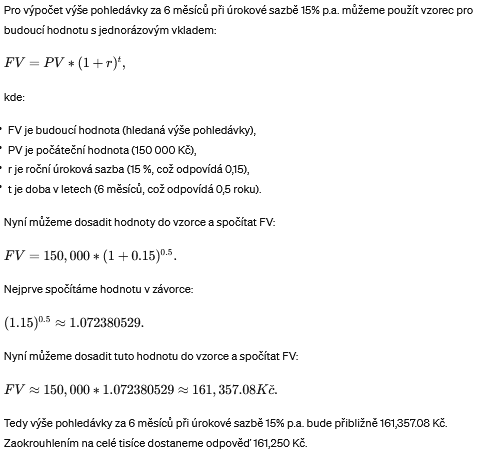 Pro výpočet výše pohledávky za 6 měsíců při úrokové sazbě 15% p.a. můžeme použít vzorec pro
budoucí hodnotu s jednorázovým vkladem:
FV = PV ∗ (1 + r)^t,
kde:
• FV je budoucí hodnota (hledaná výše pohledávky),
• PV je počáteční hodnota (150 000 Kč),
• r je roční úroková sazba (15 %, což odpovídá 0,15),
• t je doba v letech (6 měsíců, což odpovídá 0,5 roku).
Nyní můžeme dosadit hodnoty do vzorce a spočítat FV:
FV = 150,000 ∗ (1 + 0.15)^0.5.
Nejprve spočítáme hodnotu v závorce:
(1.15)^0.5 ≈ 1.072380529.
Nyní můžeme dosadit tuto hodnotu do vzorce a spočítat FV:
FV ≈ 150,000 ∗ 1.072380529 ≈ 161,357.08Kč.
Tedy výše pohledávky za 6 měsíců při úrokové sazbě 15% p.a. bude přibližně 161,357.08 Kč.
Zaokrouhlením na celé tisíce dostaneme odpověď 161,250 Kč.